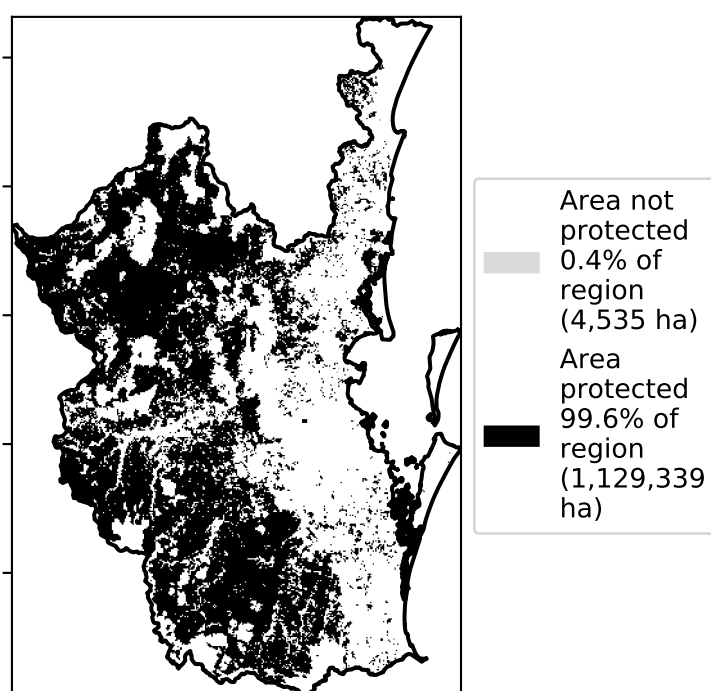 Area not
protected
0.4% of
region
(4,535 ha)
Area
protected
99.6% of
region
(1,129,339
ha)